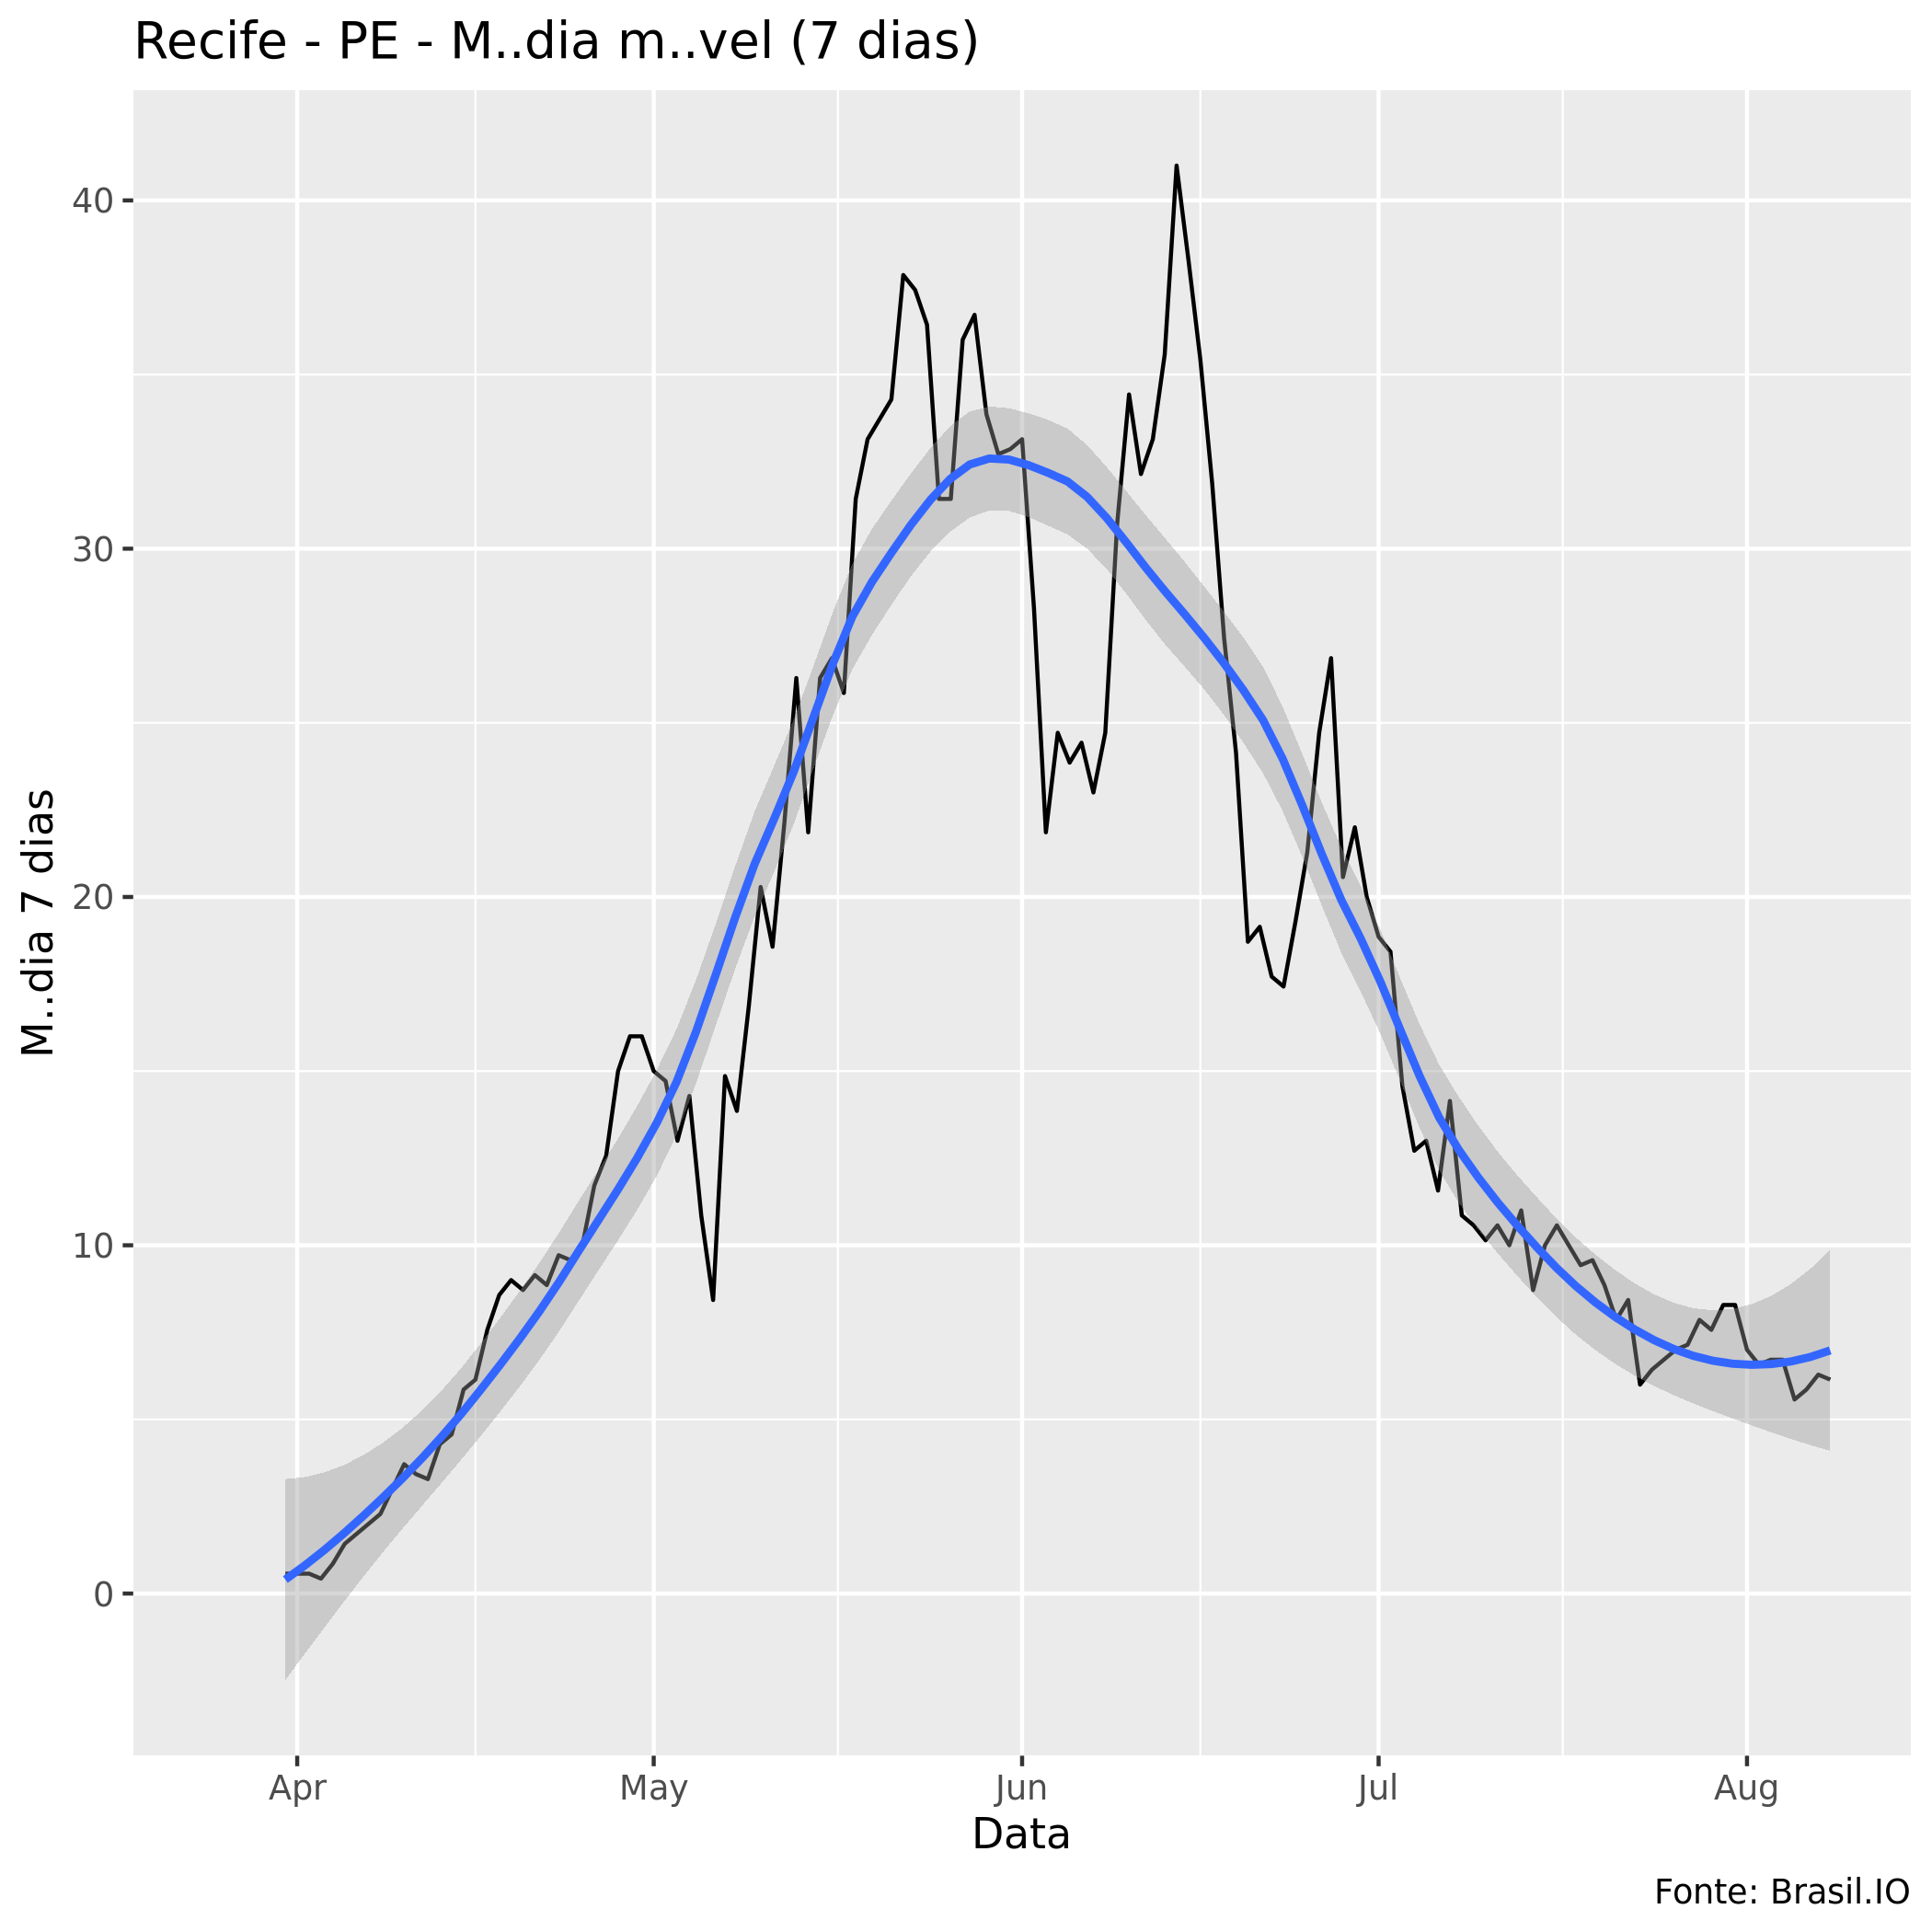 Recife - PE - M..dia m..vel (7 dias)
M..dia 7 dias
40
30
20
10
0
Apr May Jun Jul Aug
Data
Fonte: Brasil.IO